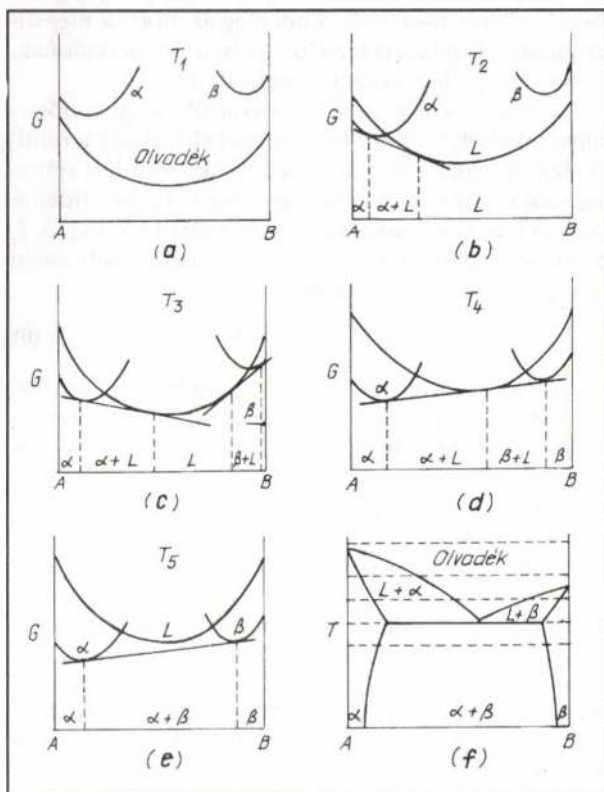 T₁
α
β
G
Olvadék
A
B
(a)
T₂
α
β
G
L
α
α+L
L
A
B
(b)
T₃
G
β
α
α+L
L
β+L
A
B
(c)
T₄
G
α
β
α
α+L
β+L
β
A
B
(d)
T₅
G
L
α
β
α
α+β
β
A
B
(e)
Olvadék
L+α
L+β
T
α
α+β
β
A
B
(f)